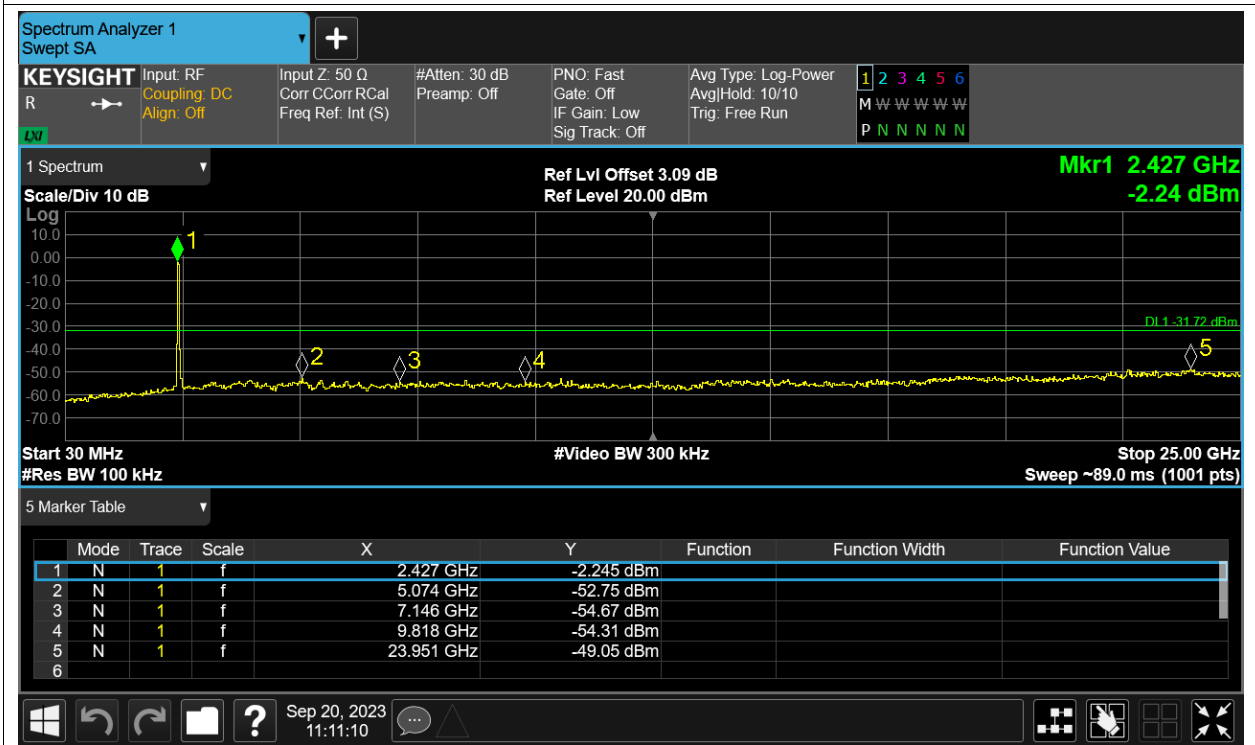 Spectrum Analyzer 1
Swept SA
+
KEYSIGHT
R
LXI
Input: RF
Coupling: DC
Align: Off
Input Z: 50 Ω
Corr CCorr RCal
Freq Ref: Int (S)
#Atten: 30 dB
Preamp: Off
PNO: Fast
Gate: Off
IF Gain: Low
Sig Track: Off
Avg Type: Log-Power
Avg|Hold: 10/10
Trig: Free Run
1 2 3 4 5 6
M W W W W W
P N N N N N
1 Spectrum
Scale/Div 10 dB
Ref Lvl Offset 3.09 dB
Ref Level 20.00 dBm
Mkr1 2.427 GHz
-2.24 dBm
Log
10.0
0.00
-10.0
-20.0
-30.0
-40.0
-50.0
-60.0
-70.0
1
DL1 -31.72 dBm
2
3
4
5
Start 30 MHz
#Video BW 300 kHz
Stop 25.00 GHz
#Res BW 100 kHz
Sweep ~89.0 ms (1001 pts)
5 Marker Table
Mode Trace Scale X Y Function Function Width Function Value
1 N 1 f 2.427 GHz -2.245 dBm
2 N 1 f 5.074 GHz -52.75 dBm
3 N 1 f 7.146 GHz -54.67 dBm
4 N 1 f 9.818 GHz -54.31 dBm
5 N 1 f 23.951 GHz -49.05 dBm
6
?
Sep 20, 2023
11:11:10